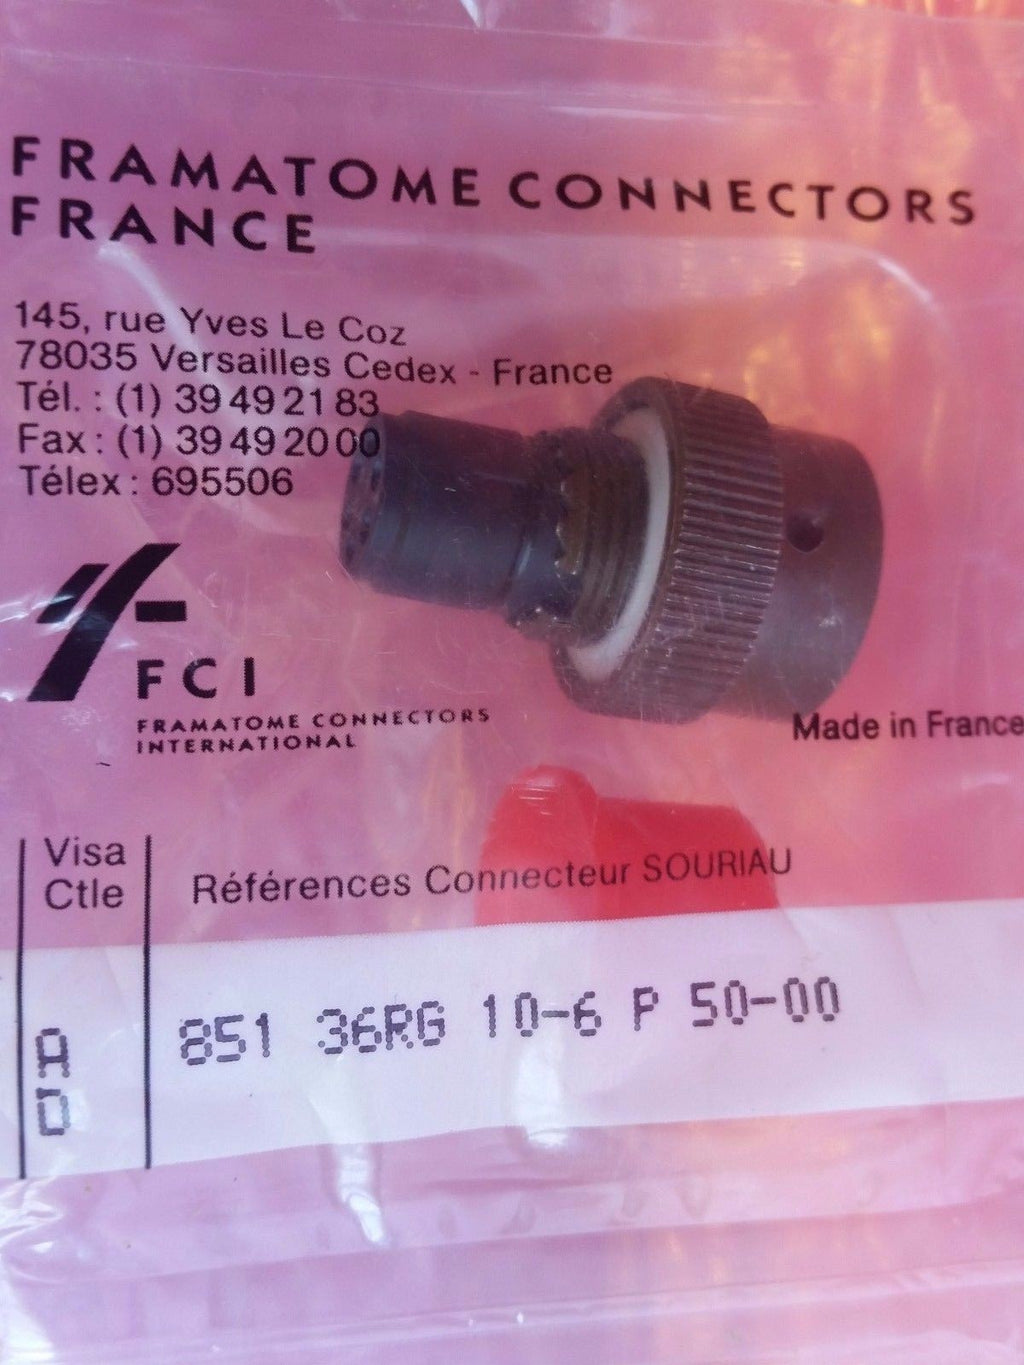 FRAMATOME CONNECTORS
FRANCE
145, rue Yves Le Coz
78035 Versailles Cedex - France
Tél. : (1) 39 49 21 83
Fax : (1) 39 49 20 00
Télex : 695506
FCI
FRAMATOME CONNECTORS
INTERNATIONAL
Made in France
Visa
Ctle
Références Connecteur SOURIAU
851 36RG 10-6 P 50-00